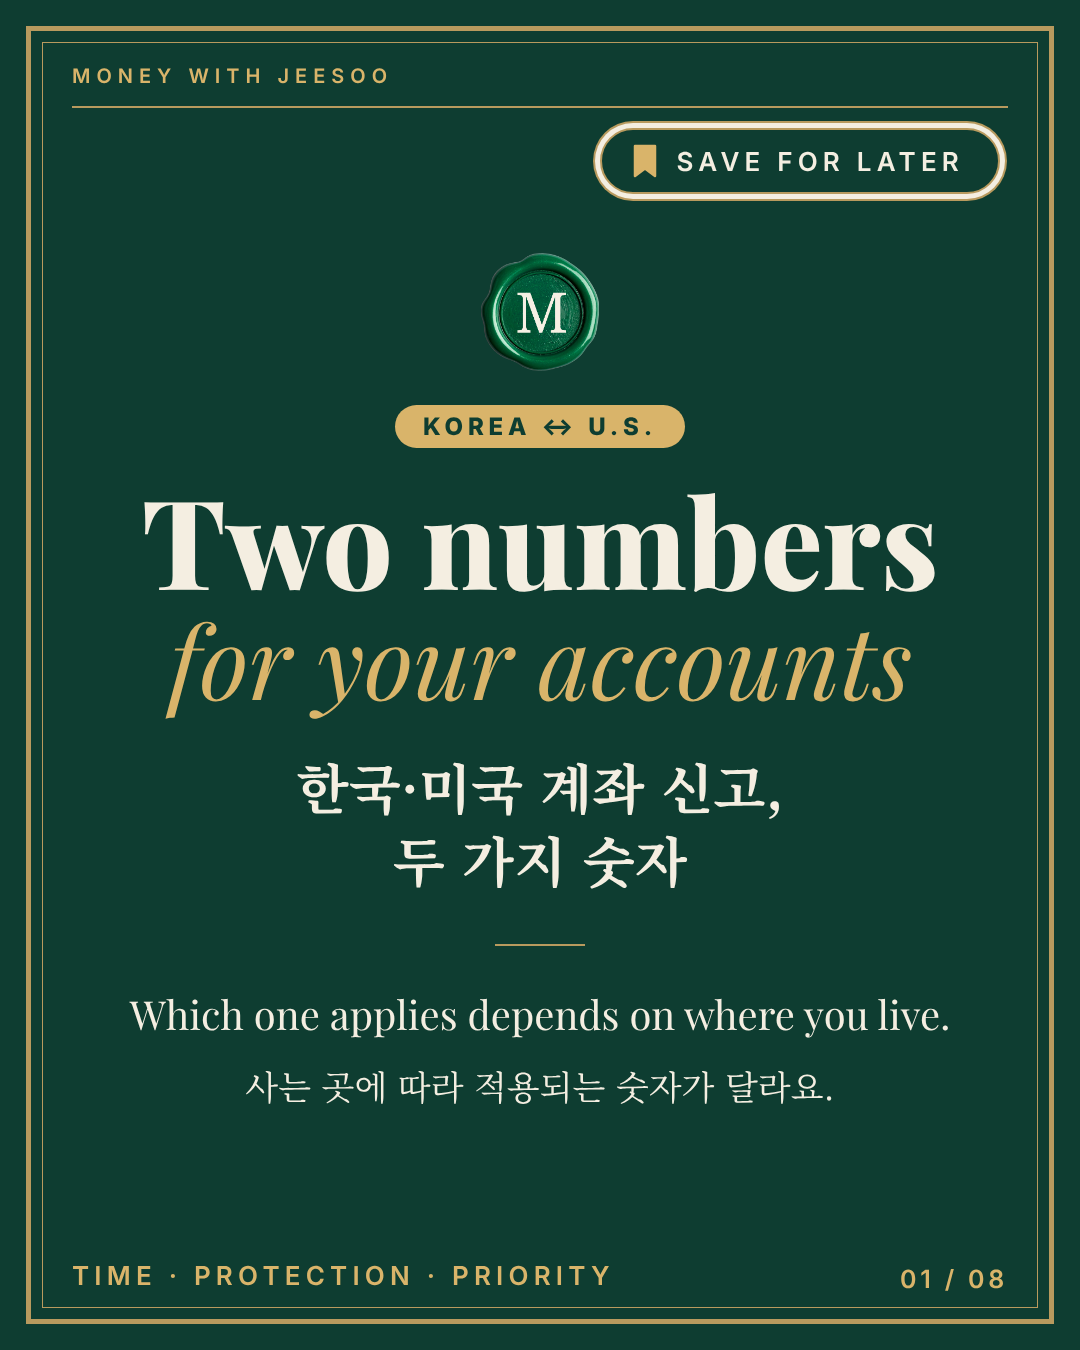 MONEY WITH JEESOO
SAVE FOR LATER
M
KOREA ↔ U.S.
Two numbers
for your accounts
한국·미국 계좌 신고,
두 가지 숫자
Which one applies depends on where you live.
사는 곳에 따라 적용되는 숫자가 달라요.
TIME · PROTECTION · PRIORITY
01 / 08